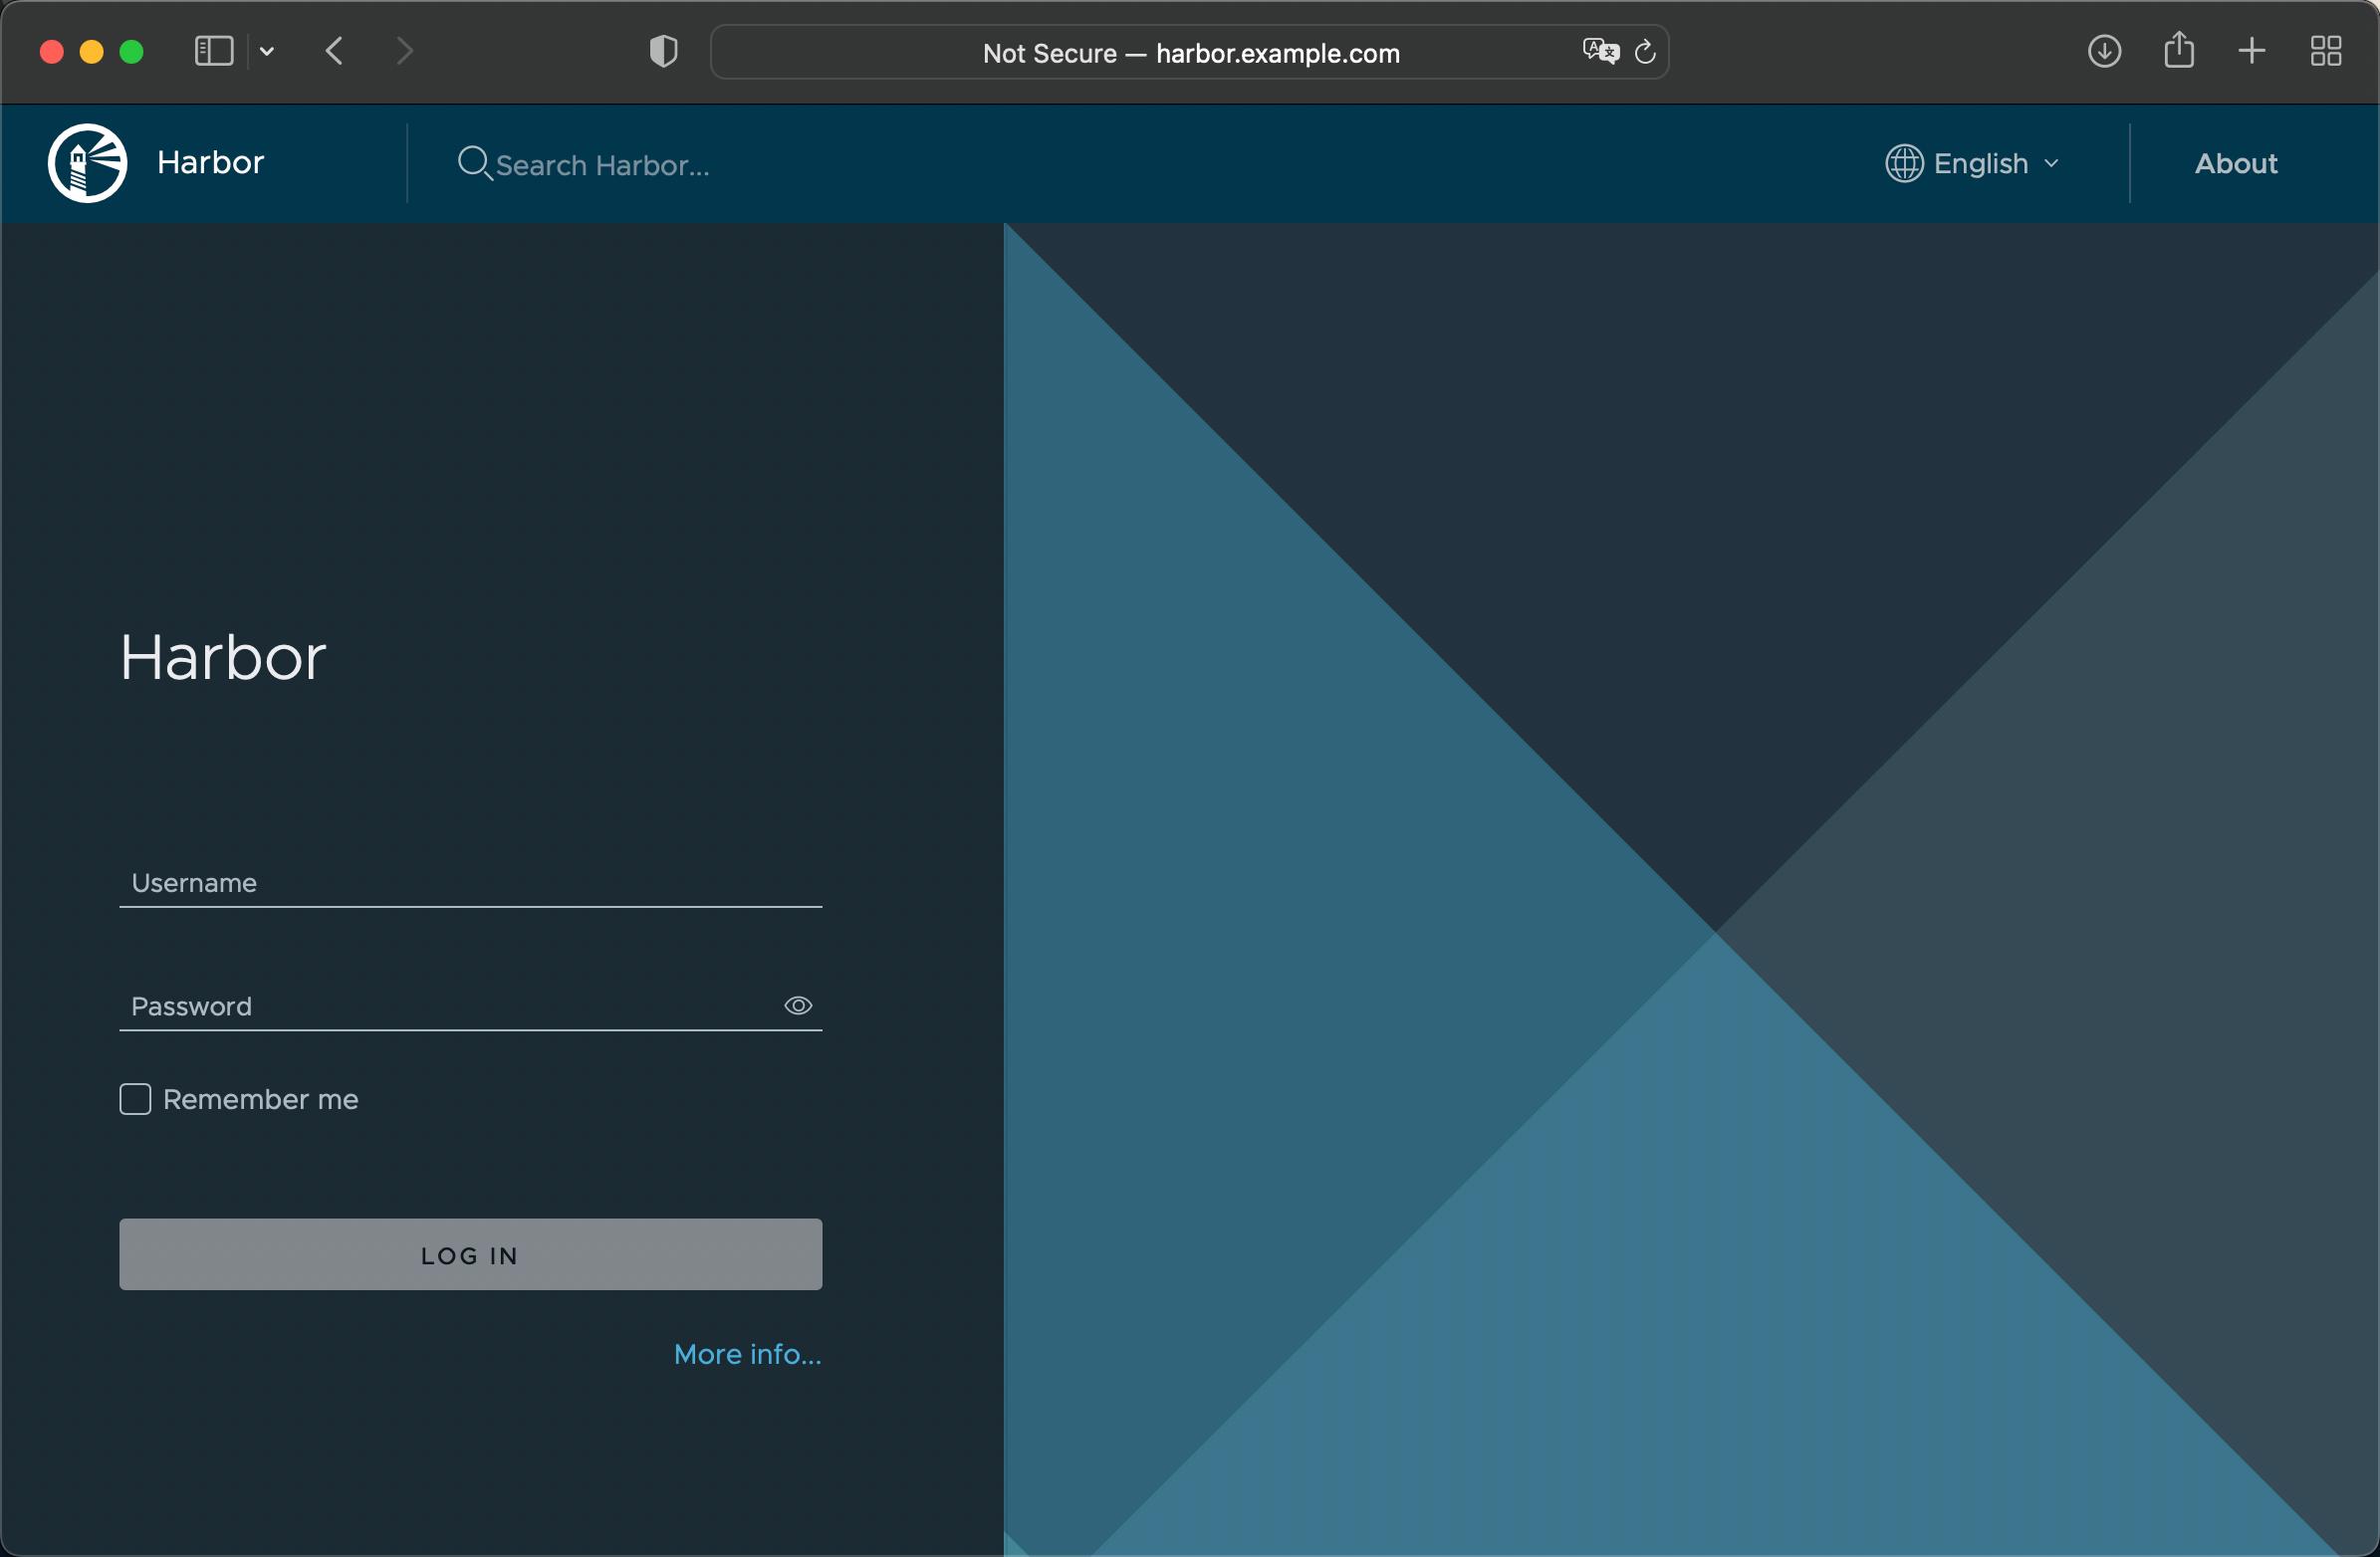 Not Secure — harbor.example.com
Harbor
Search Harbor...
English
About
Harbor
Username
Password
Remember me
LOG IN
More info...